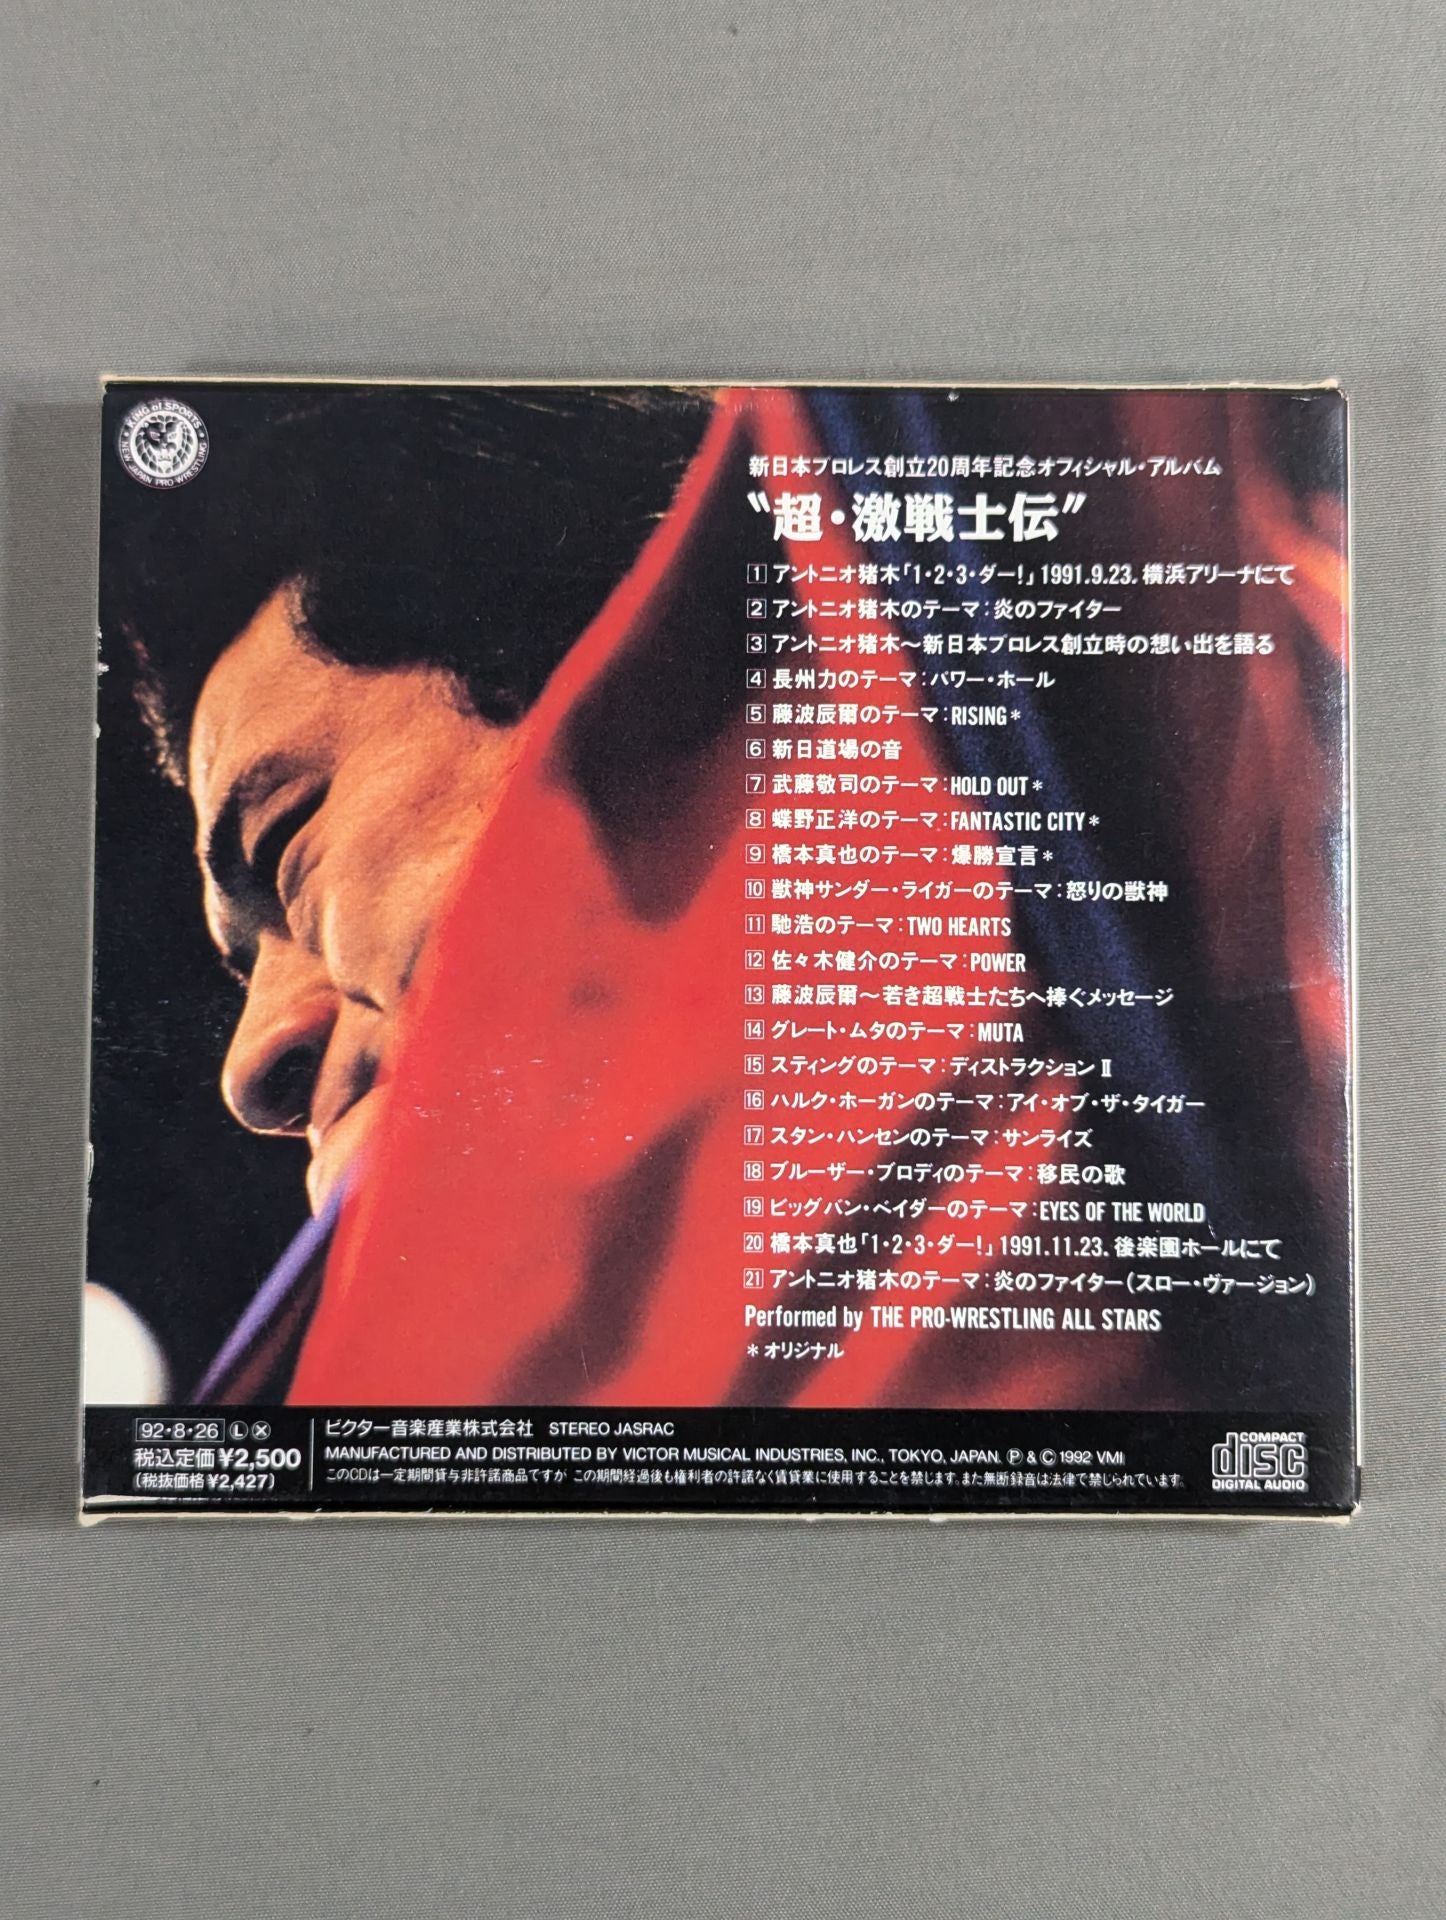 KING of SPORTS
NEW JAPAN PRO-WRESTLING
新日本プロレス創立20周年記念オフィシャル・アルバム
“超・激戦士伝”
1 アントニオ猪木「1・2・3・ダー!」1991.9.23. 横浜アリーナにて
2 アントニオ猪木のテーマ:炎のファイター
3 アントニオ猪木〜新日本プロレス創立時の想い出を語る
4 長州力のテーマ:パワー・ホール
5 藤波辰爾のテーマ:RISING*
6 新日道場の音
7 武藤敬司のテーマ:HOLD OUT*
8 蝶野正洋のテーマ:FANTASTIC CITY*
9 橋本真也のテーマ:爆勝宣言*
10 獣神サンダー・ライガーのテーマ:怒りの獣神
11 馳浩のテーマ:TWO HEARTS
12 佐々木健介のテーマ:POWER
13 藤波辰爾〜若き超戦士たちへ捧ぐメッセージ
14 グレート・ムタのテーマ:MUTA
15 スティングのテーマ:ディストラクションⅡ
16 ハルク・ホーガンのテーマ:アイ・オブ・ザ・タイガー
17 スタン・ハンセンのテーマ:サンライズ
18 ブルーザー・ブロディのテーマ:移民の歌
19 ビッグバン・ベイダーのテーマ:EYES OF THE WORLD
20 橋本真也「1・2・3・ダー!」1991.11.23. 後楽園ホールにて
21 アントニオ猪木のテーマ:炎のファイター(スロー・ヴァージョン)
Performed by THE PRO-WRESTLING ALL STARS
*オリジナル
92・8・26 Ⓛ Ⓧ
税込定価¥2,500
(税抜価格¥2,427)
ビクター音楽産業株式会社 STEREO JASRAC
MANUFACTURED AND DISTRIBUTED BY VICTOR MUSICAL INDUSTRIES, INC., TOKYO, JAPAN. Ⓟ & © 1992 VMI
このCDは一定期間貸与非許諾商品ですが この期間経過後も権利者の許諾なく賃貸業に使用することを禁じます。また無断録音は法律で禁じられています。
COMPACT
disc
DIGITAL AUDIO